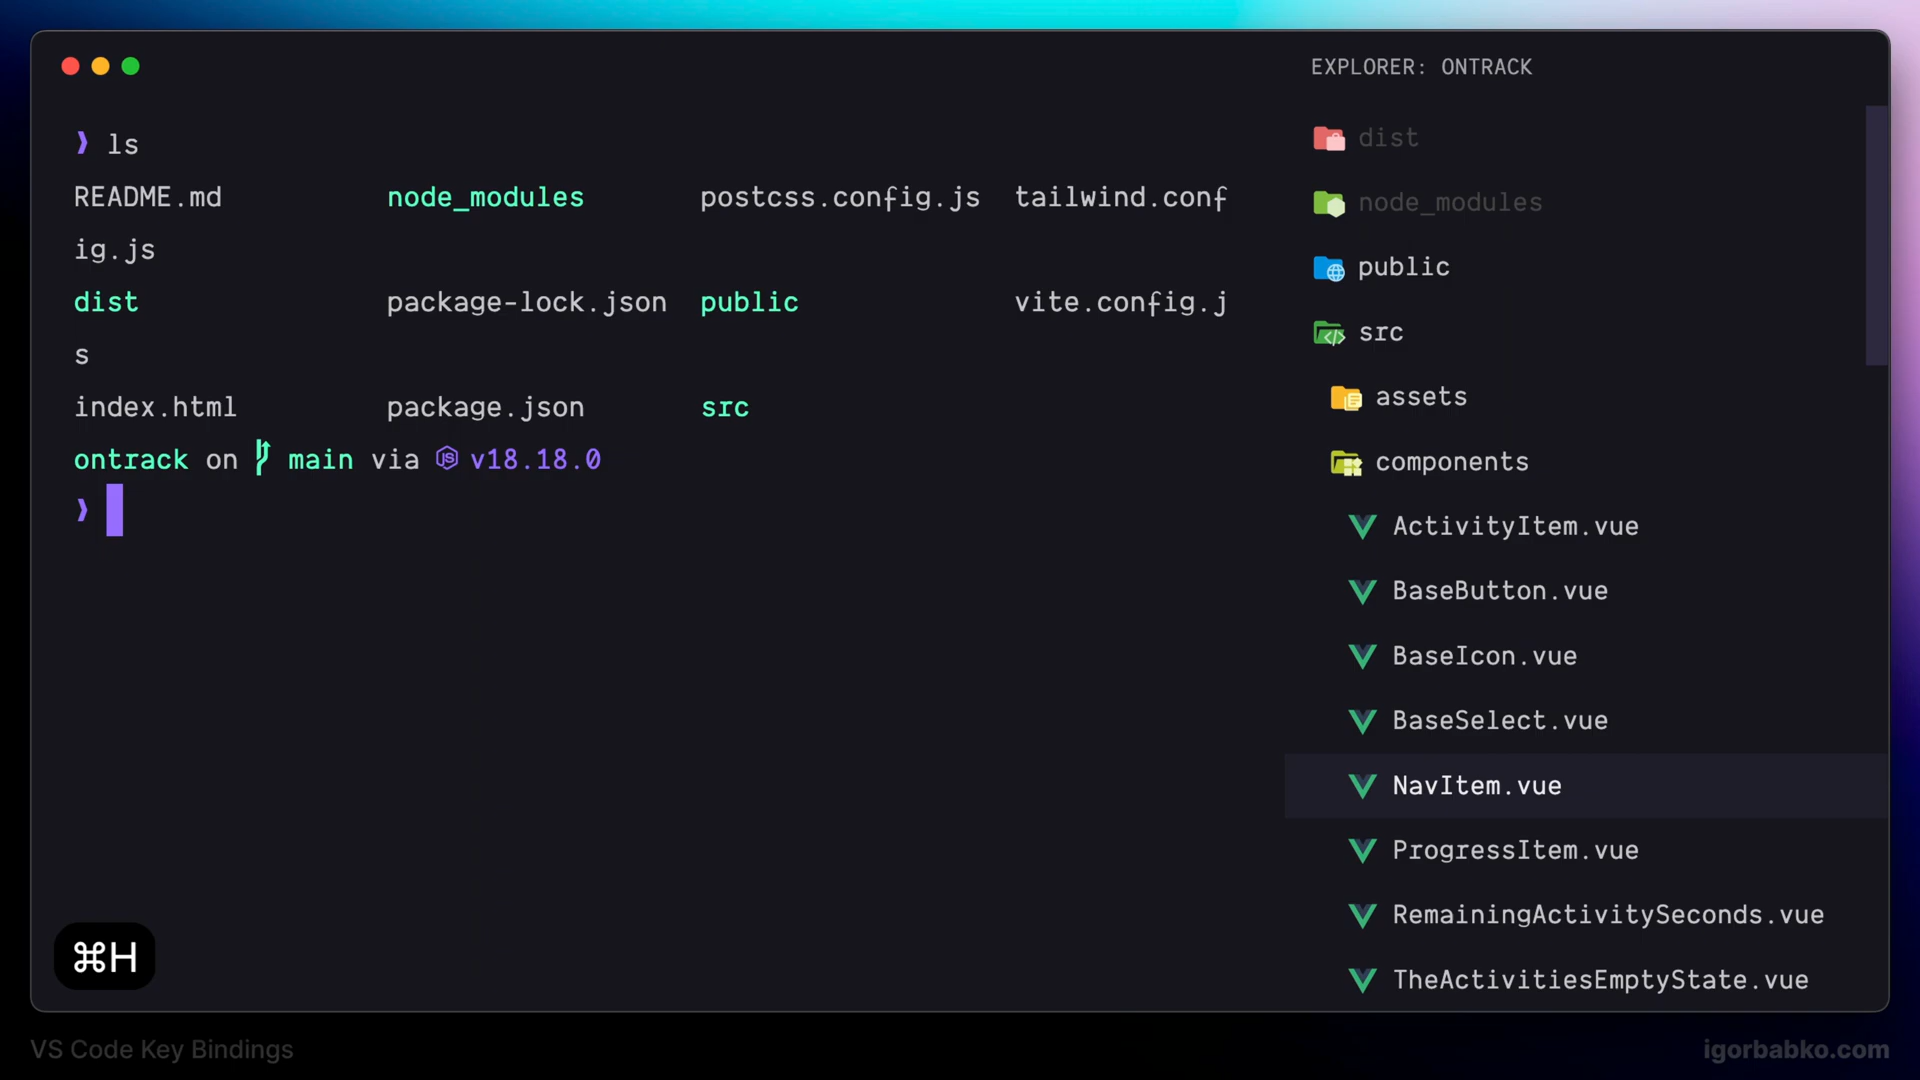 EXPLORER: ONTRACK
❱ ls
README.md node_modules postcss.config.js tailwind.conf
ig.js
dist package-lock.json public vite.config.j
s
index.html package.json src
ontrack on main via JS v18.18.0
❱
dist
node_modules
public
src
assets
components
ActivityItem.vue
BaseButton.vue
BaseIcon.vue
BaseSelect.vue
NavItem.vue
ProgressItem.vue
RemainingActivitySeconds.vue
TheActivitiesEmptyState.vue
⌘H
VS Code Key Bindings
igorbabko.com